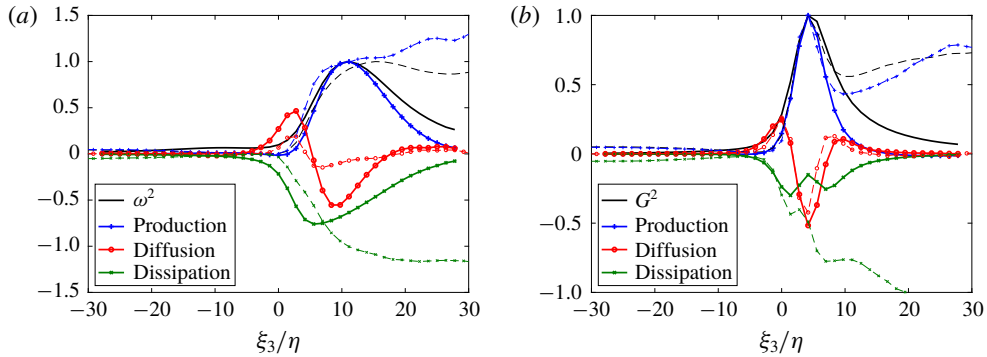 (a)
1.5
1.0
0.5
0
−0.5
−1.0
−1.5
ω²
Production
Diffusion
Dissipation
−30 −20 −10 0 10 20 30
ξ₃/η
(b)
1.0
0.5
0
−0.5
−1.0
G²
Production
Diffusion
Dissipation
−30 −20 −10 0 10 20 30
ξ₃/η